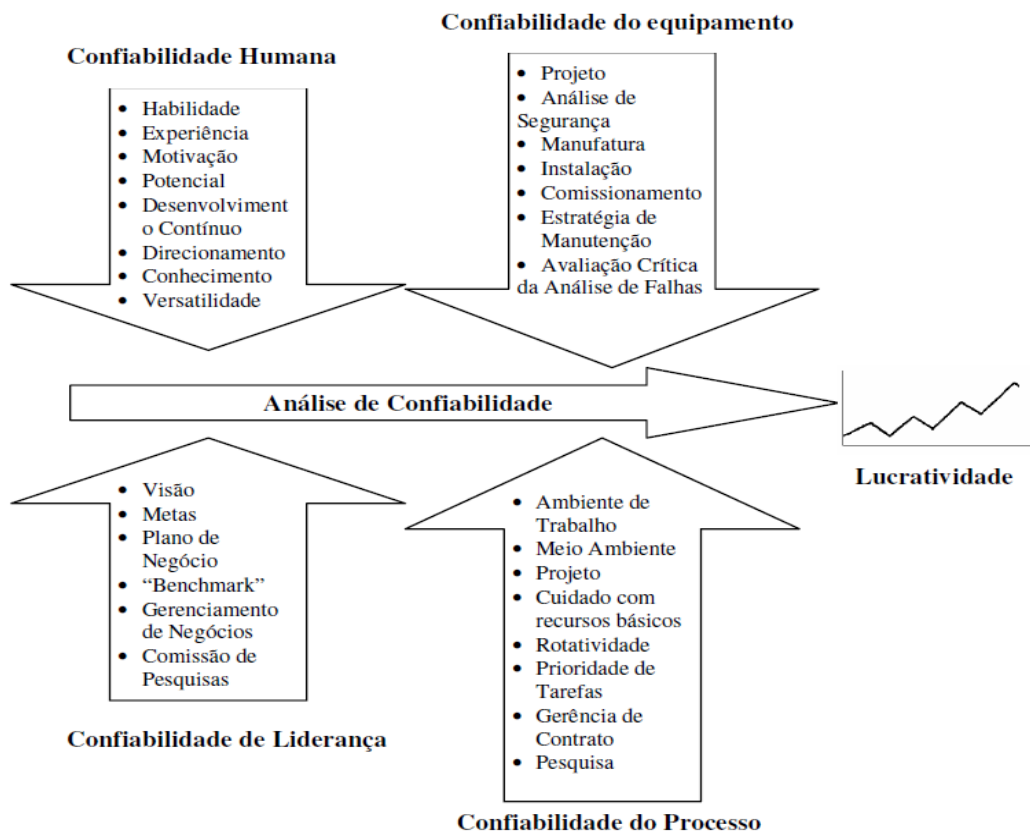 Confiabilidade Humana
• Habilidade
• Experiência
• Motivação
• Potencial
• Desenvolviment
o Contínuo
• Direcionamento
• Conhecimento
• Versatilidade
Confiabilidade do equipamento
• Projeto
• Análise de
Segurança
• Manufatura
• Instalação
• Comissionamento
• Estratégia de
Manutenção
• Avaliação Crítica
da Análise de Falhas
Análise de Confiabilidade
Lucratividade
• Visão
• Metas
• Plano de
Negócio
• “Benchmark”
• Gerenciamento
de Negócios
• Comissão de
Pesquisas
Confiabilidade de Liderança
• Ambiente de
Trabalho
• Meio Ambiente
• Projeto
• Cuidado com
recursos básicos
• Rotatividade
• Prioridade de
Tarefas
• Gerência de
Contrato
• Pesquisa
Confiabilidade do Processo